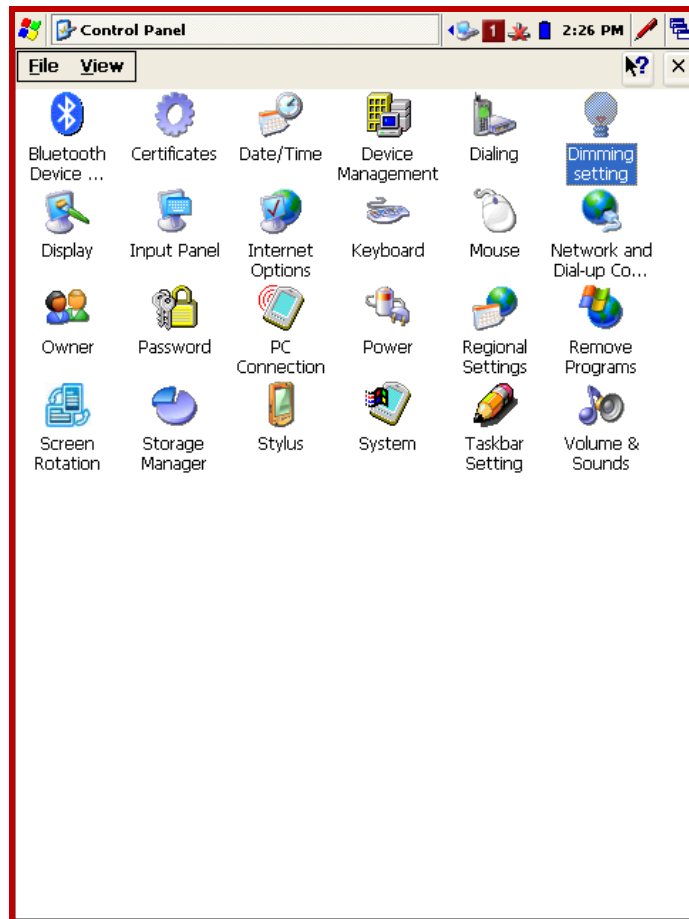 Control Panel 1 2:26 PM
File View ?
Bluetooth Device ...
Certificates
Date/Time
Device Management
Dialing
Dimming setting
Display
Input Panel
Internet Options
Keyboard
Mouse
Network and Dial-up Co...
Owner
Password
PC Connection
Power
Regional Settings
Remove Programs
Screen Rotation
Storage Manager
Stylus
System
Taskbar Setting
Volume & Sounds